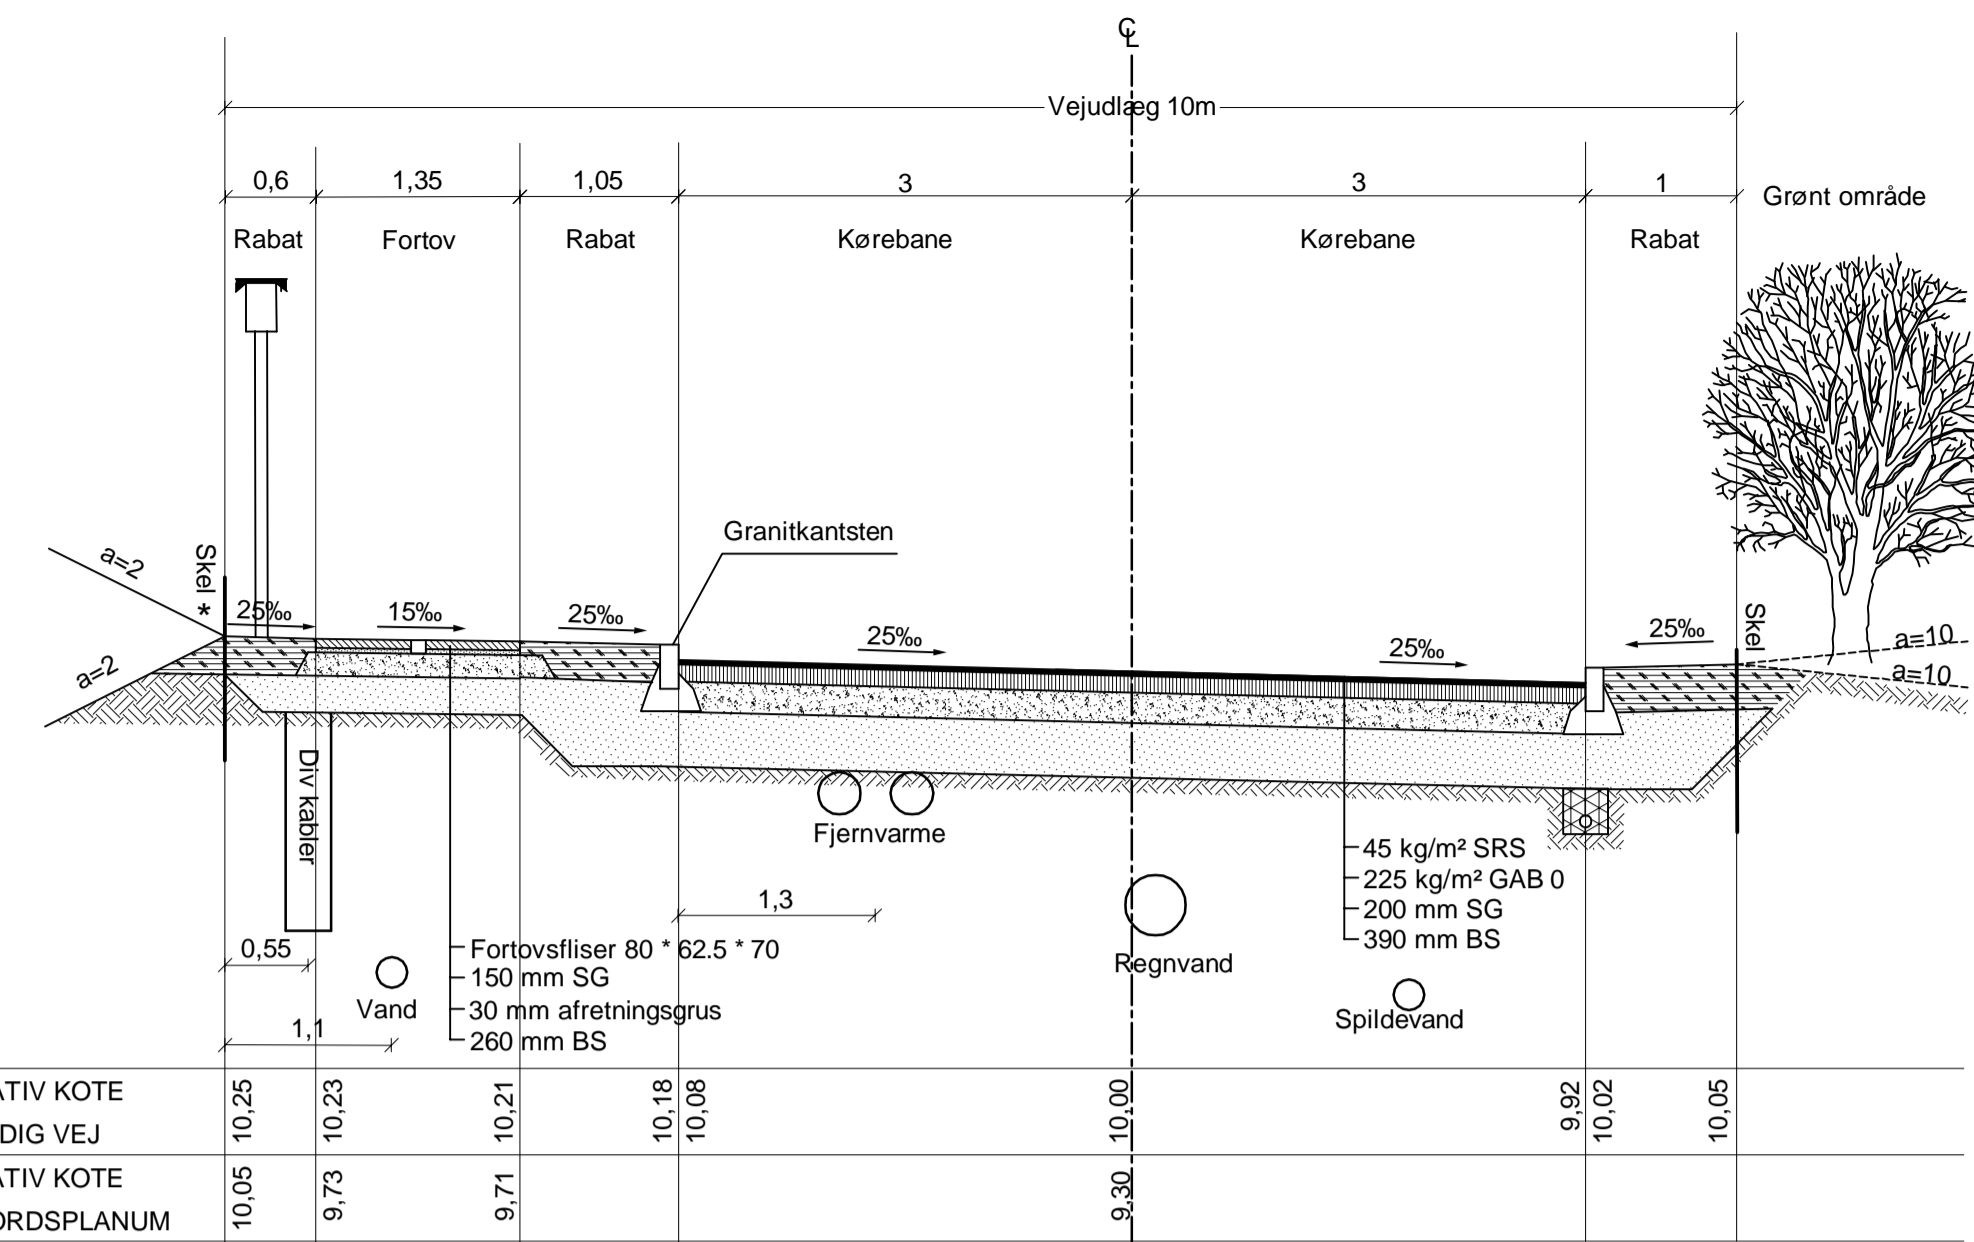 ℄
Vejudlæg 10m
0,6
1,35
1,05
3
3
1
Grønt område
Rabat
Fortov
Rabat
Kørebane
Kørebane
Rabat
Granitkantsten
a=2
Skel *
25‰
15‰
25‰
25‰
25‰
25‰
Skel
a=10
a=10
a=2
Div kabler
Fjernvarme
45 kg/m² SRS
225 kg/m² GAB 0
200 mm SG
390 mm BS
1,3
0,55
Fortovsfliser 80 * 62.5 * 70
150 mm SG
30 mm afretningsgrus
260 mm BS
Vand
1,1
Regnvand
Spildevand
ATIV KOTE
DIG VEJ
10,25
10,23
10,21
10,18
10,08
10,00
9,92
10,02
10,05
ATIV KOTE
ORDSPLANUM
10,05
9,73
9,71
9,30